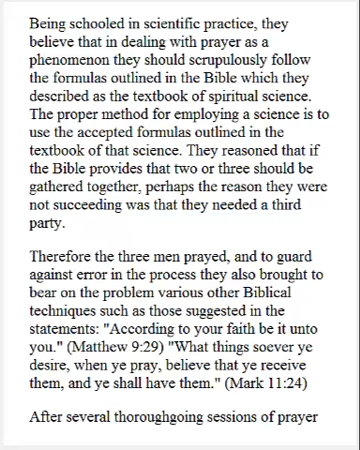 Being schooled in scientific practice, they
believe that in dealing with prayer as a
phenomenon they should scrupulously follow
the formulas outlined in the Bible which they
described as the textbook of spiritual science.
The proper method for employing a science is to
use the accepted formulas outlined in the
textbook of that science. They reasoned that if
the Bible provides that two or three should be
gathered together, perhaps the reason they were
not succeeding was that they needed a third
party.
Therefore the three men prayed, and to guard
against error in the process they also brought to
bear on the problem various other Biblical
techniques such as those suggested in the
statements: "According to your faith be it unto
you." (Matthew 9:29) "What things soever ye
desire, when ye pray, believe that ye receive
them, and ye shall have them." (Mark 11:24)
After several thoroughgoing sessions of prayer